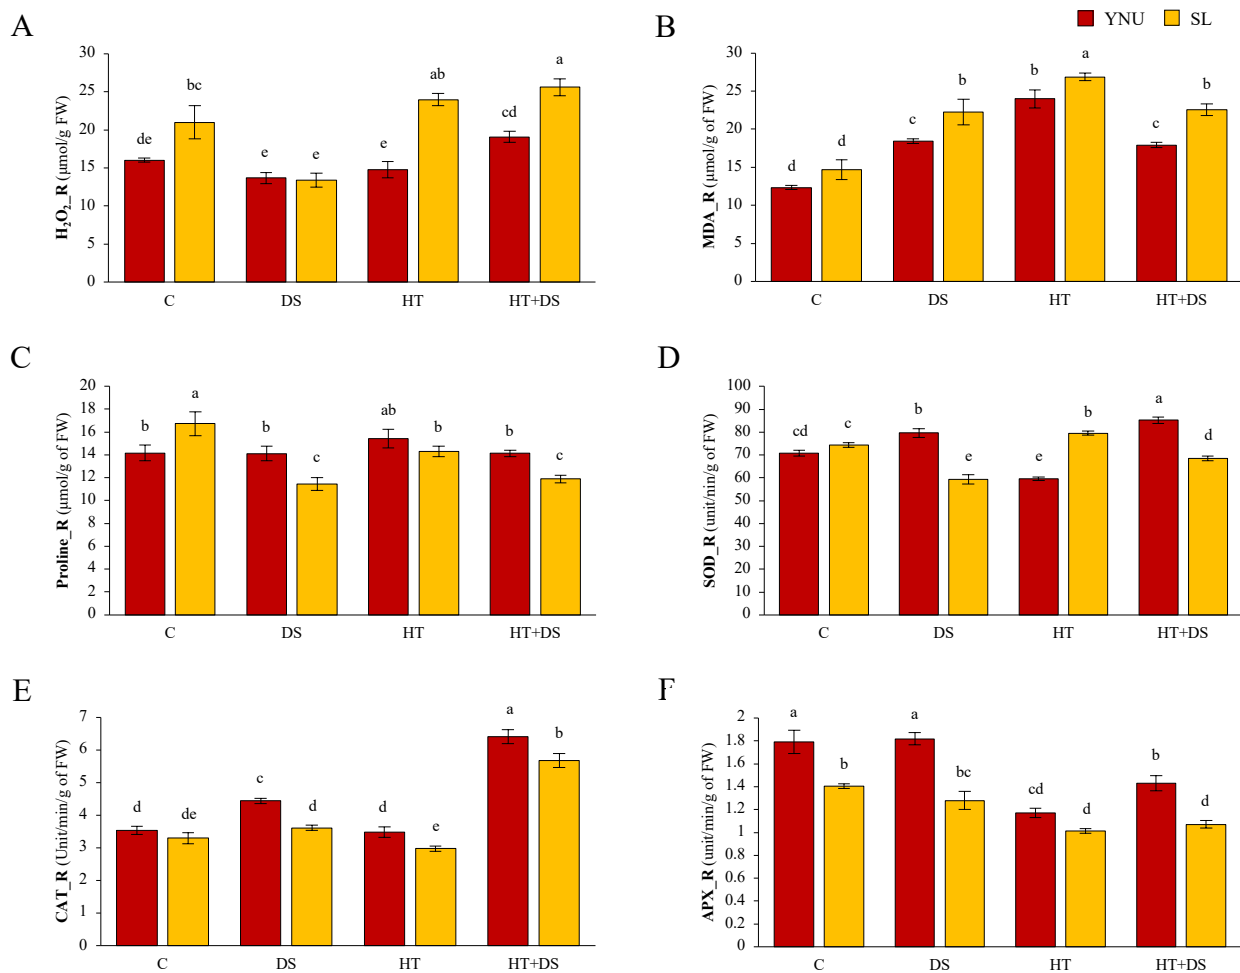 YNU SL
A
H₂O₂_R (µmol/g FW)
30
25
20
15
10
5
0
de bc e e e ab cd a
C DS HT HT+DS
B
MDA_R (µmol/g of FW)
30
25
20
15
10
5
0
d d c b b a c b
C DS HT HT+DS
C
Proline_R (µmol/g of FW)
20
18
16
14
12
10
8
6
4
2
0
b a b c ab b b c
C DS HT HT+DS
D
SOD_R (unit/nin/g of FW)
100
90
80
70
60
50
40
30
20
10
0
cd c b e e b a d
C DS HT HT+DS
E
CAT_R (Unit/min/g of FW)
7
6
5
4
3
2
1
0
d de c d d e a b
C DS HT HT+DS
F
APX_R (unit/min/g of FW)
2
1.8
1.6
1.4
1.2
1
0.8
0.6
0.4
0.2
0
a b a bc cd d b d
C DS HT HT+DS